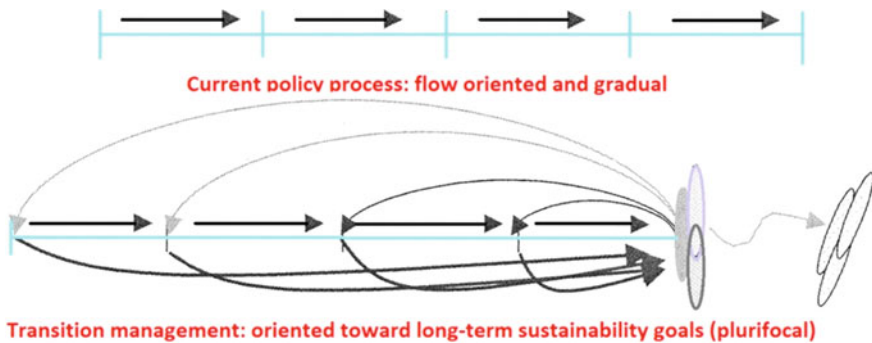 Current policy process: flow oriented and gradual
Transition management: oriented toward long-term sustainability goals (plurifocal)